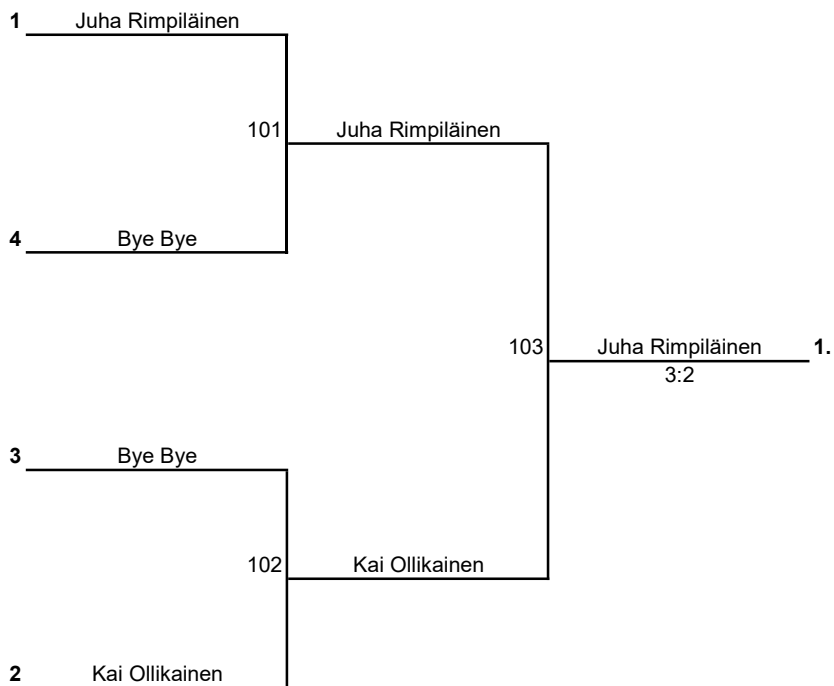 1 Juha Rimpiläinen
101 Juha Rimpiläinen
4 Bye Bye
103 Juha Rimpiläinen 1.
3:2
3 Bye Bye
102 Kai Ollikainen
2 Kai Ollikainen